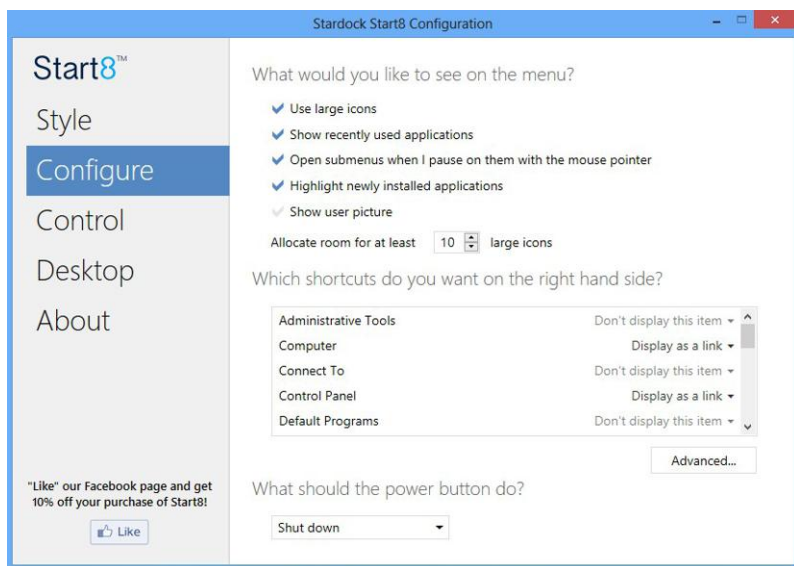 Stardock Start8 Configuration
Start8™
Style
Configure
Control
Desktop
About
"Like" our Facebook page and get
10% off your purchase of Start8!
Like
What would you like to see on the menu?
Use large icons
Show recently used applications
Open submenus when I pause on them with the mouse pointer
Highlight newly installed applications
Show user picture
Allocate room for at least 10 large icons
Which shortcuts do you want on the right hand side?
Administrative Tools Don't display this item
Computer Display as a link
Connect To Don't display this item
Control Panel Display as a link
Default Programs Don't display this item
Advanced...
What should the power button do?
Shut down